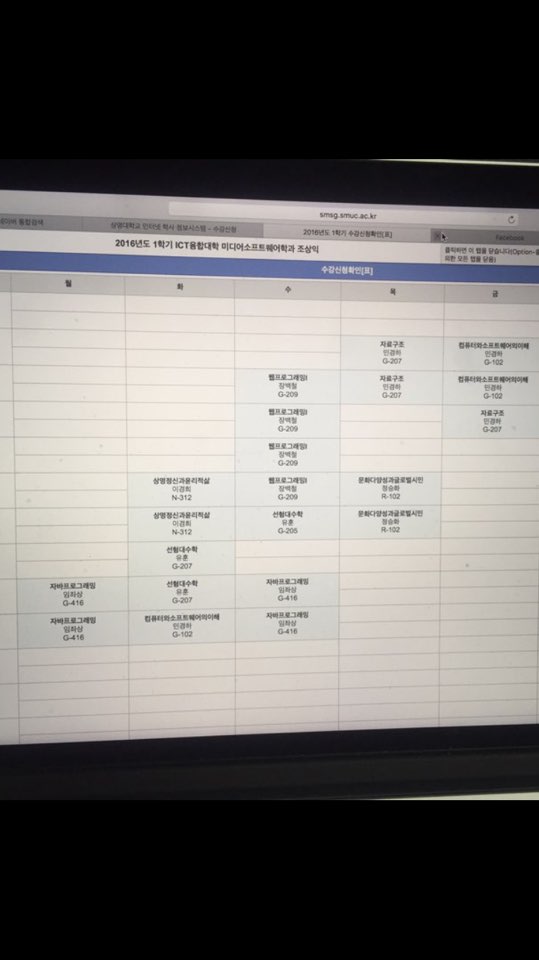 네이버 통합검색
상명대학교 인터넷 학사 정보시스템 - 수강신청
smsg.smuc.ac.kr
2016년도 1학기 수강신청확인[표]
Facebook
2016년도 1학기 ICT융합대학 미디어소프트웨어학과 조상익
클릭하면 이 탭을 닫습니다(Option-클
의한 모든 탭을 닫음)
수강신청확인[표]
월 화 수 목 금
자료구조 컴퓨터와소프트웨어의이해
민경하 민경하
G-207 G-102
웹프로그래밍I 자료구조 컴퓨터와소프트웨어의이해
장백철 민경하 민경하
G-209 G-207 G-102
웹프로그래밍I 자료구조
장백철 민경하
G-209 G-207
웹프로그래밍I
장백철
G-209
상명정신과윤리적삶 웹프로그래밍I 문화다양성과글로벌시민
이경희 장백철 정승화
N-312 G-209 R-102
상명정신과윤리적삶 선형대수학 문화다양성과글로벌시민
이경희 유훈 정승화
N-312 G-205 R-102
선형대수학
유훈
G-207
자바프로그래밍 선형대수학 자바프로그래밍
임좌상 유훈 임좌상
G-416 G-207 G-416
자바프로그래밍 컴퓨터와소프트웨어의이해 자바프로그래밍
임좌상 민경하 임좌상
G-416 G-102 G-416